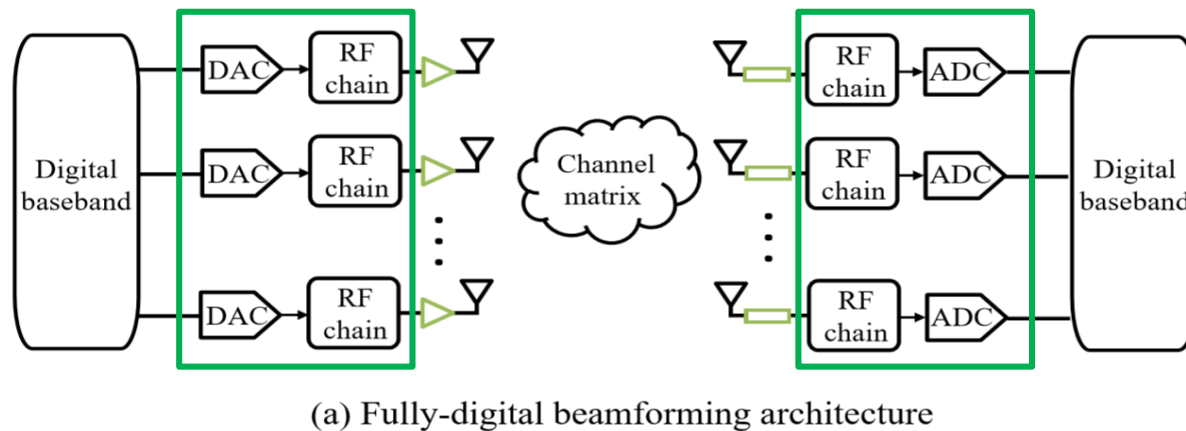 Digital
baseband
DAC
RF
chain
DAC
RF
chain
DAC
RF
chain
Channel
matrix
RF
chain
ADC
RF
chain
ADC
RF
chain
ADC
Digital
baseband
(a) Fully-digital beamforming architecture